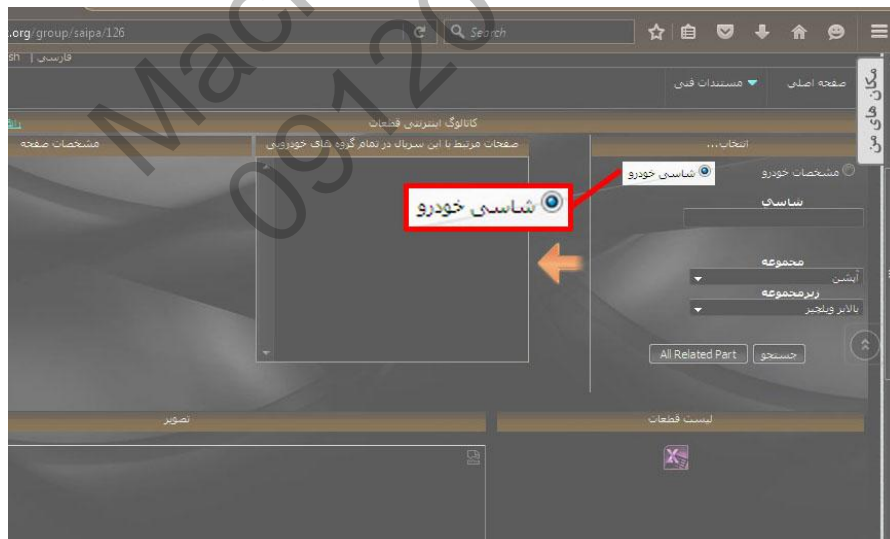 .org/group/saipa/126
Search
فارسی | sh
صفحه اصلی
مستندات فنی
مکان های من
کاتالوگ اینترنتی قطعات
انتخاب...
صفحات مرتبط با این سریال در تمام گروه های خودرویی
مشخصات صفحه
مشخصات خودرو
شاسی خودرو
شاسی خودرو
شاسی
مجموعه
آپشن
زیرمجموعه
بالابر ویلچیر
جستجو
All Related Part
لیست قطعات
تصویر
09120